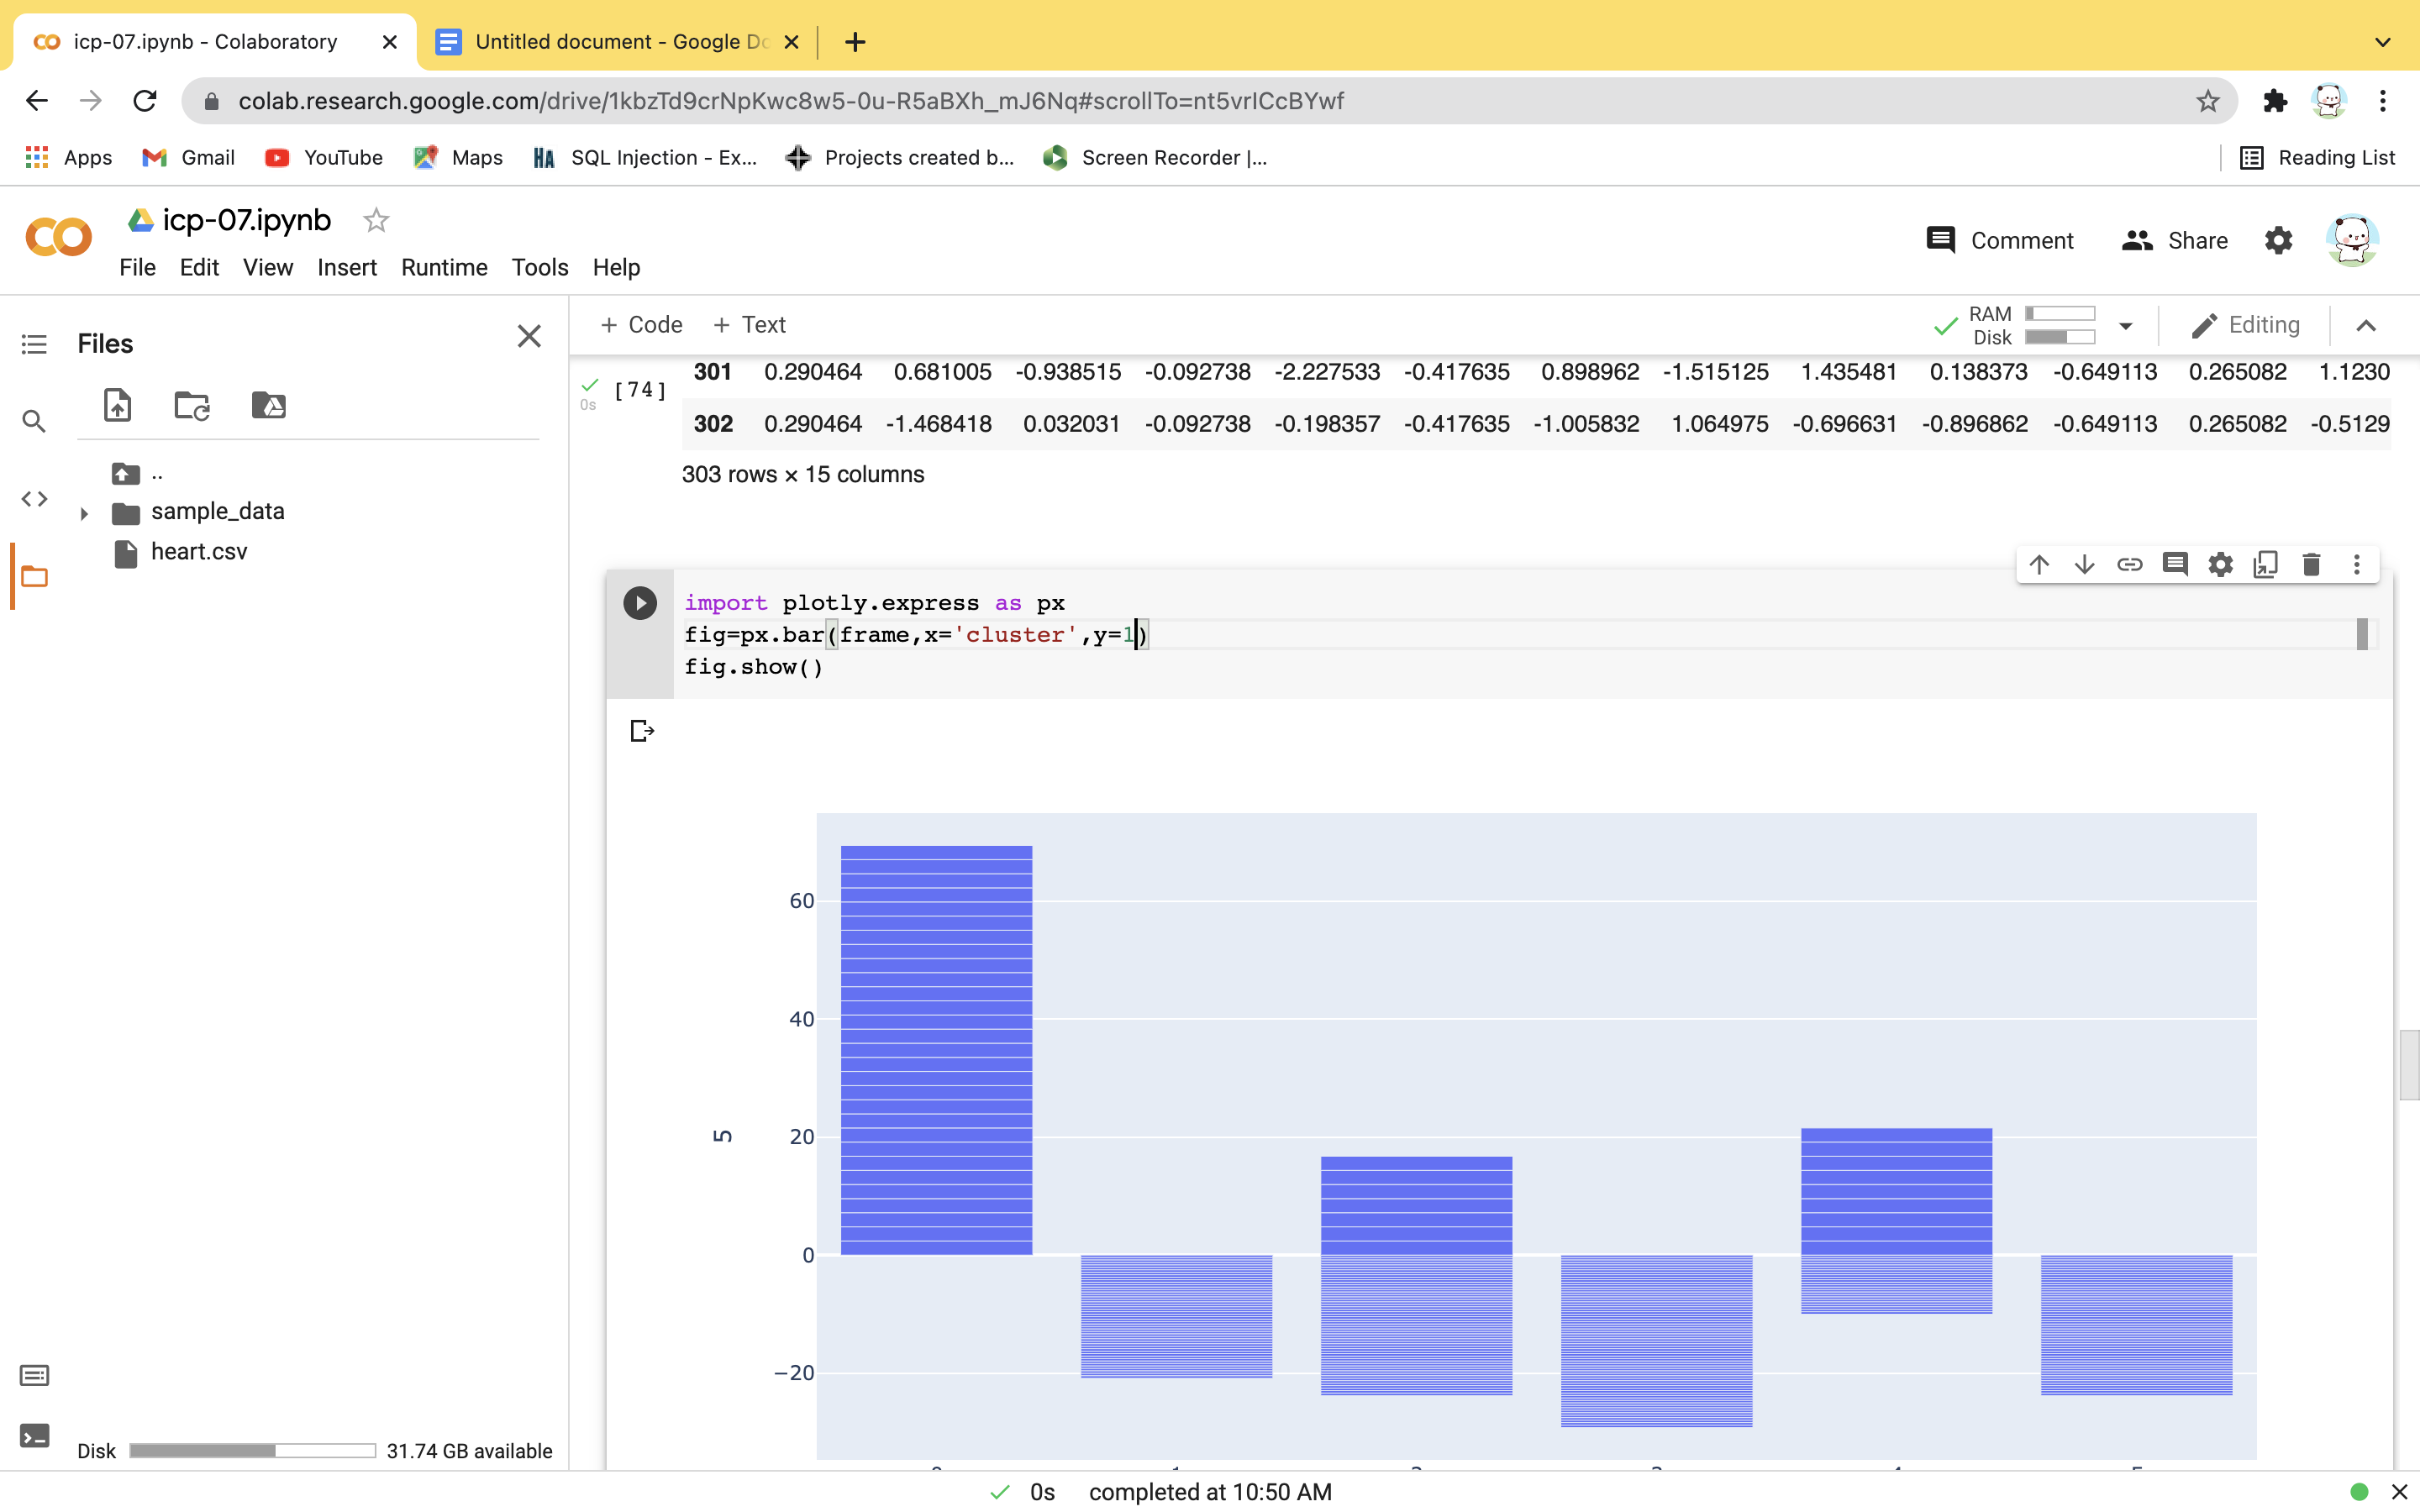 icp-07.ipynb - Colaboratory
Untitled document - Google Do
colab.research.google.com/drive/1kbzTd9crNpKwc8w5-0u-R5aBXh_mJ6Nq#scrollTo=nt5vrICcBYwf
Apps Gmail YouTube Maps HA SQL Injection - Ex... Projects created b... Screen Recorder |... Reading List
icp-07.ipynb
File Edit View Insert Runtime Tools Help
Comment Share
Files
+ Code + Text
RAM
Disk
Editing
..
sample_data
heart.csv
[74]
0s
301 0.290464 0.681005 -0.938515 -0.092738 -2.227533 -0.417635 0.898962 -1.515125 1.435481 0.138373 -0.649113 0.265082 1.1230
302 0.290464 -1.468418 0.032031 -0.092738 -0.198357 -0.417635 -1.005832 1.064975 -0.696631 -0.896862 -0.649113 0.265082 -0.5129
303 rows × 15 columns
import plotly.express as px
fig=px.bar(frame,x='cluster',y=1)
fig.show()
60
40
20
0
−20
5
Disk 31.74 GB available
0s completed at 10:50 AM